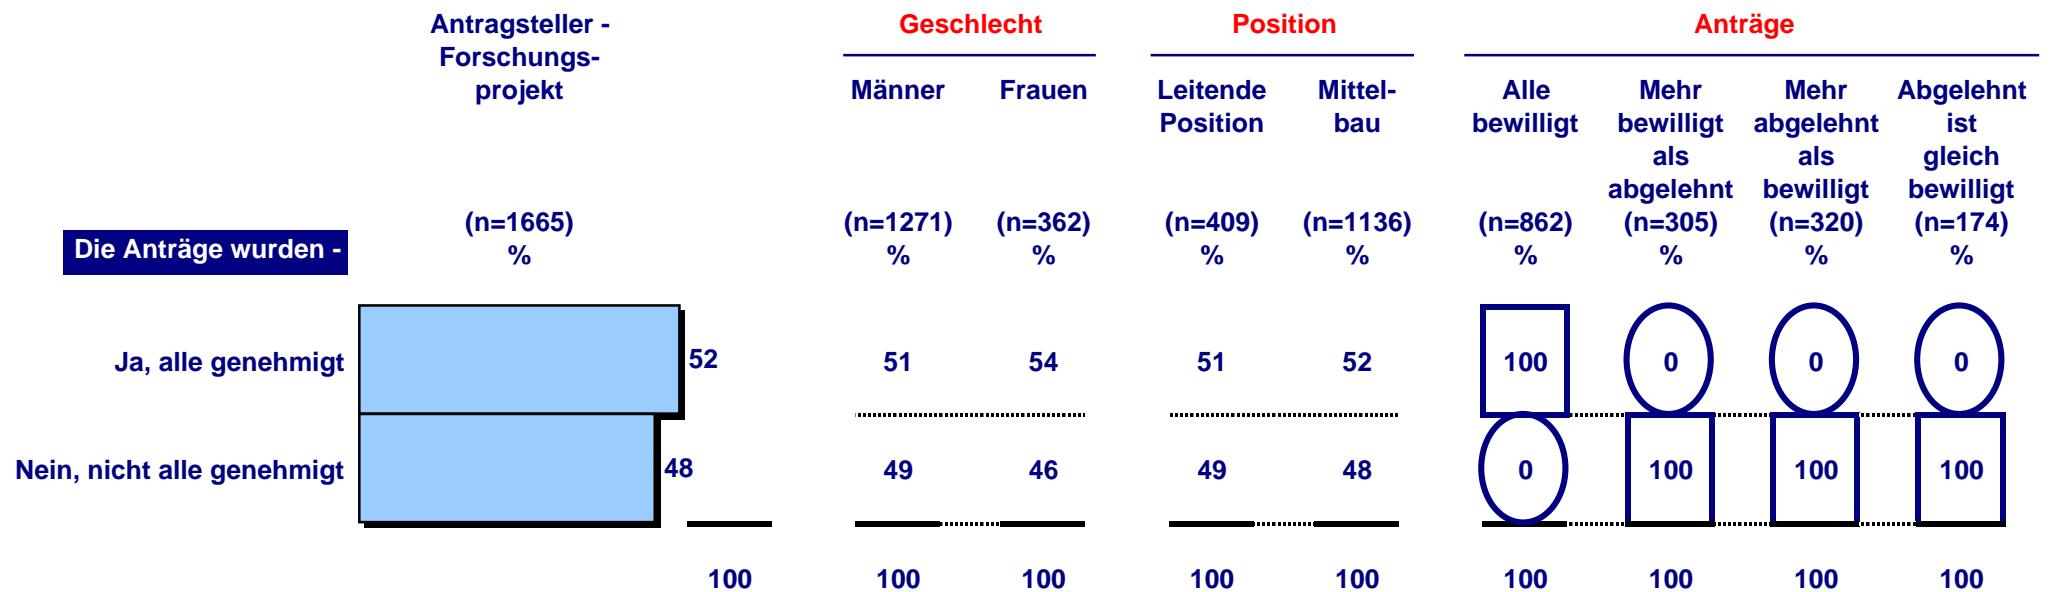 Antragsteller -
Forschungs-
projekt
Geschlecht
Position
Anträge
Männer
Frauen
Leitende
Position
Mittel-
bau
Alle
bewilligt
Mehr
bewilligt
als
abgelehnt
Mehr
abgelehnt
als
bewilligt
Abgelehnt
ist
gleich
bewilligt
(n=1665) (n=1271) (n=362) (n=409) (n=1136) (n=862) (n=305) (n=320) (n=174)
Die Anträge wurden -
% % % % % % % % %
Ja, alle genehmigt 52 51 54 51 52 100 0 0 0
Nein, nicht alle genehmigt 48 49 46 49 48 0 100 100 100
100 100 100 100 100 100 100 100 100